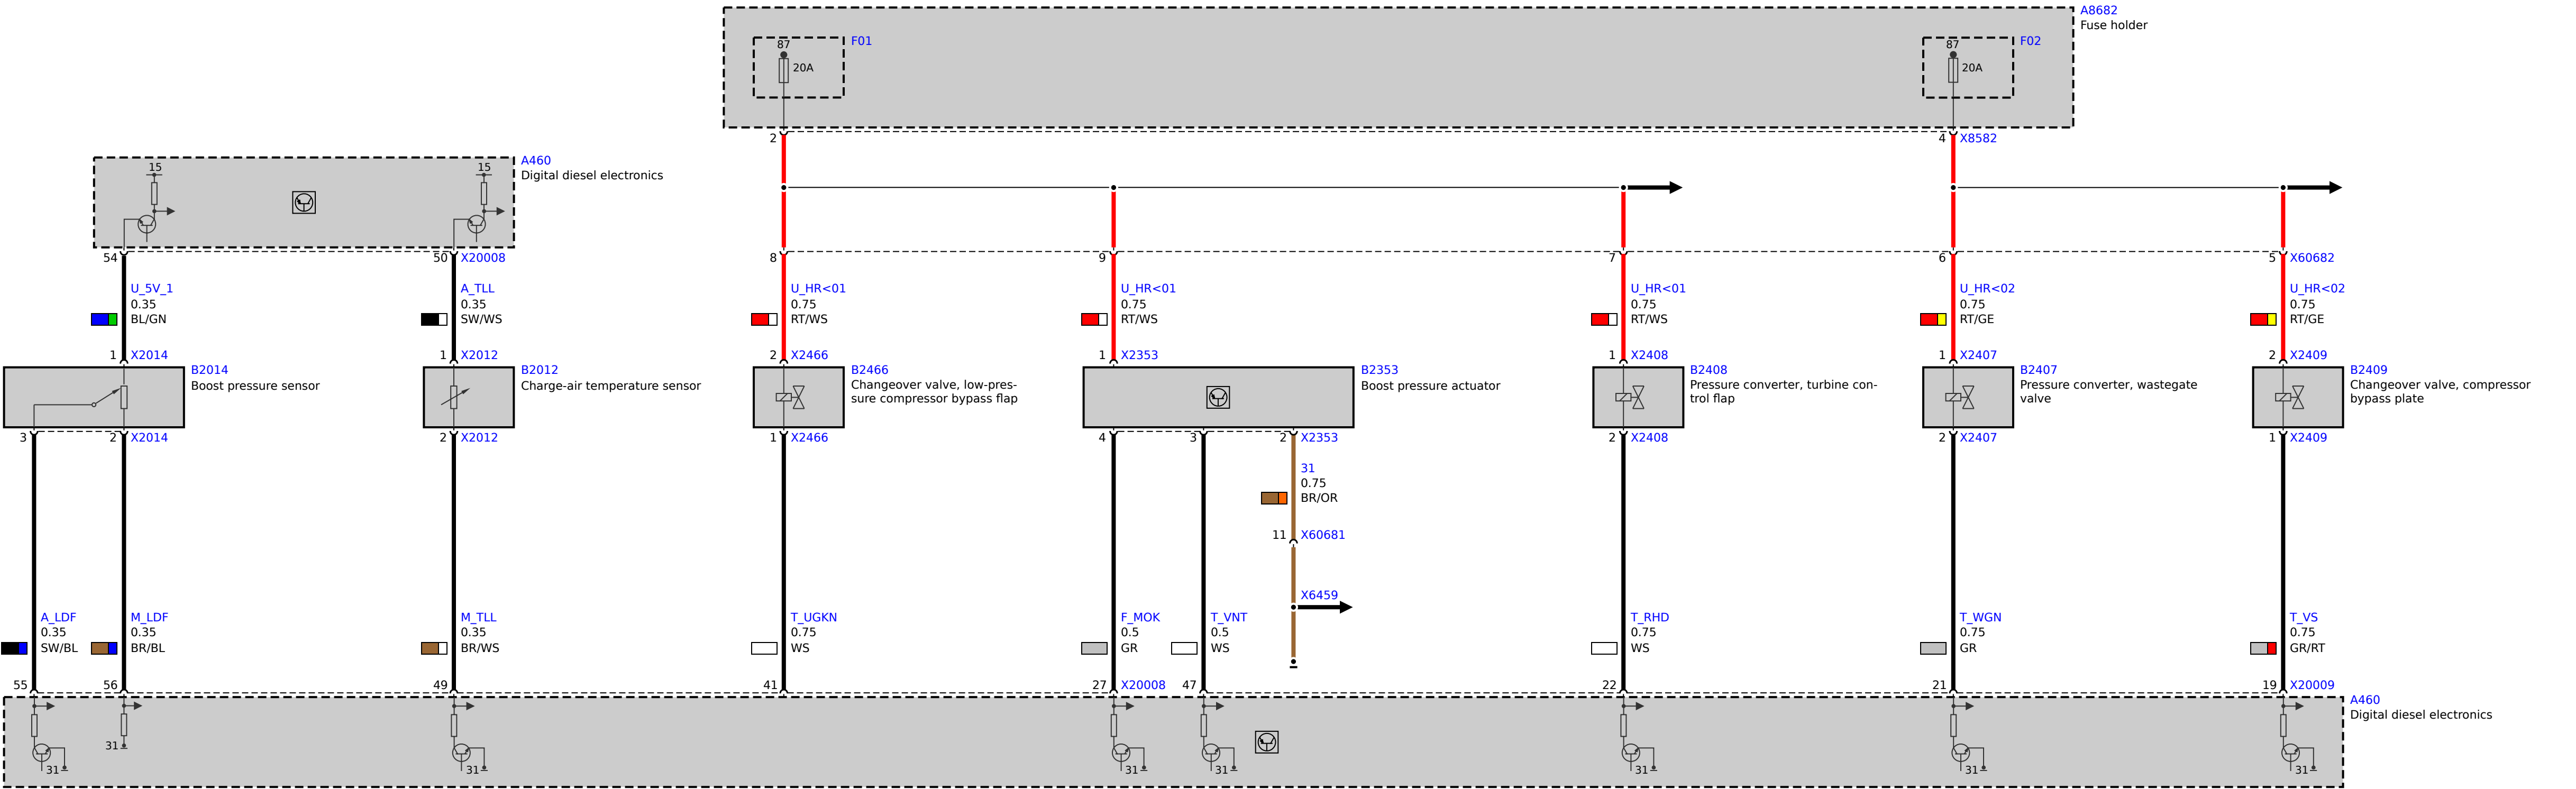 A8682
Fuse holder
87
F01
20A
87
F02
20A
2
4
X8582
A460
Digital diesel electronics
15
15
54
50
X20008
8
9
7
6
5
X60682
U_5V_1
0.35
BL/GN
A_TLL
0.35
SW/WS
U_HR<01
0.75
RT/WS
U_HR<01
0.75
RT/WS
U_HR<01
0.75
RT/WS
U_HR<02
0.75
RT/GE
U_HR<02
0.75
RT/GE
1
X2014
1
X2012
2
X2466
1
X2353
1
X2408
1
X2407
2
X2409
B2014
Boost pressure sensor
B2012
Charge-air temperature sensor
B2466
Changeover valve, low-pres-
sure compressor bypass flap
B2353
Boost pressure actuator
B2408
Pressure converter, turbine con-
trol flap
B2407
Pressure converter, wastegate
valve
B2409
Changeover valve, compressor
bypass plate
3
2
X2014
2
X2012
1
X2466
4
3
2
X2353
2
X2408
2
X2407
1
X2409
31
0.75
BR/OR
11
X60681
X6459
A_LDF
0.35
SW/BL
M_LDF
0.35
BR/BL
M_TLL
0.35
BR/WS
T_UGKN
0.75
WS
F_MOK
0.5
GR
T_VNT
0.5
WS
T_RHD
0.75
WS
T_WGN
0.75
GR
T_VS
0.75
GR/RT
55
56
49
41
27
X20008
47
22
21
19
X20009
A460
Digital diesel electronics
31
31
31
31
31
31
31
31